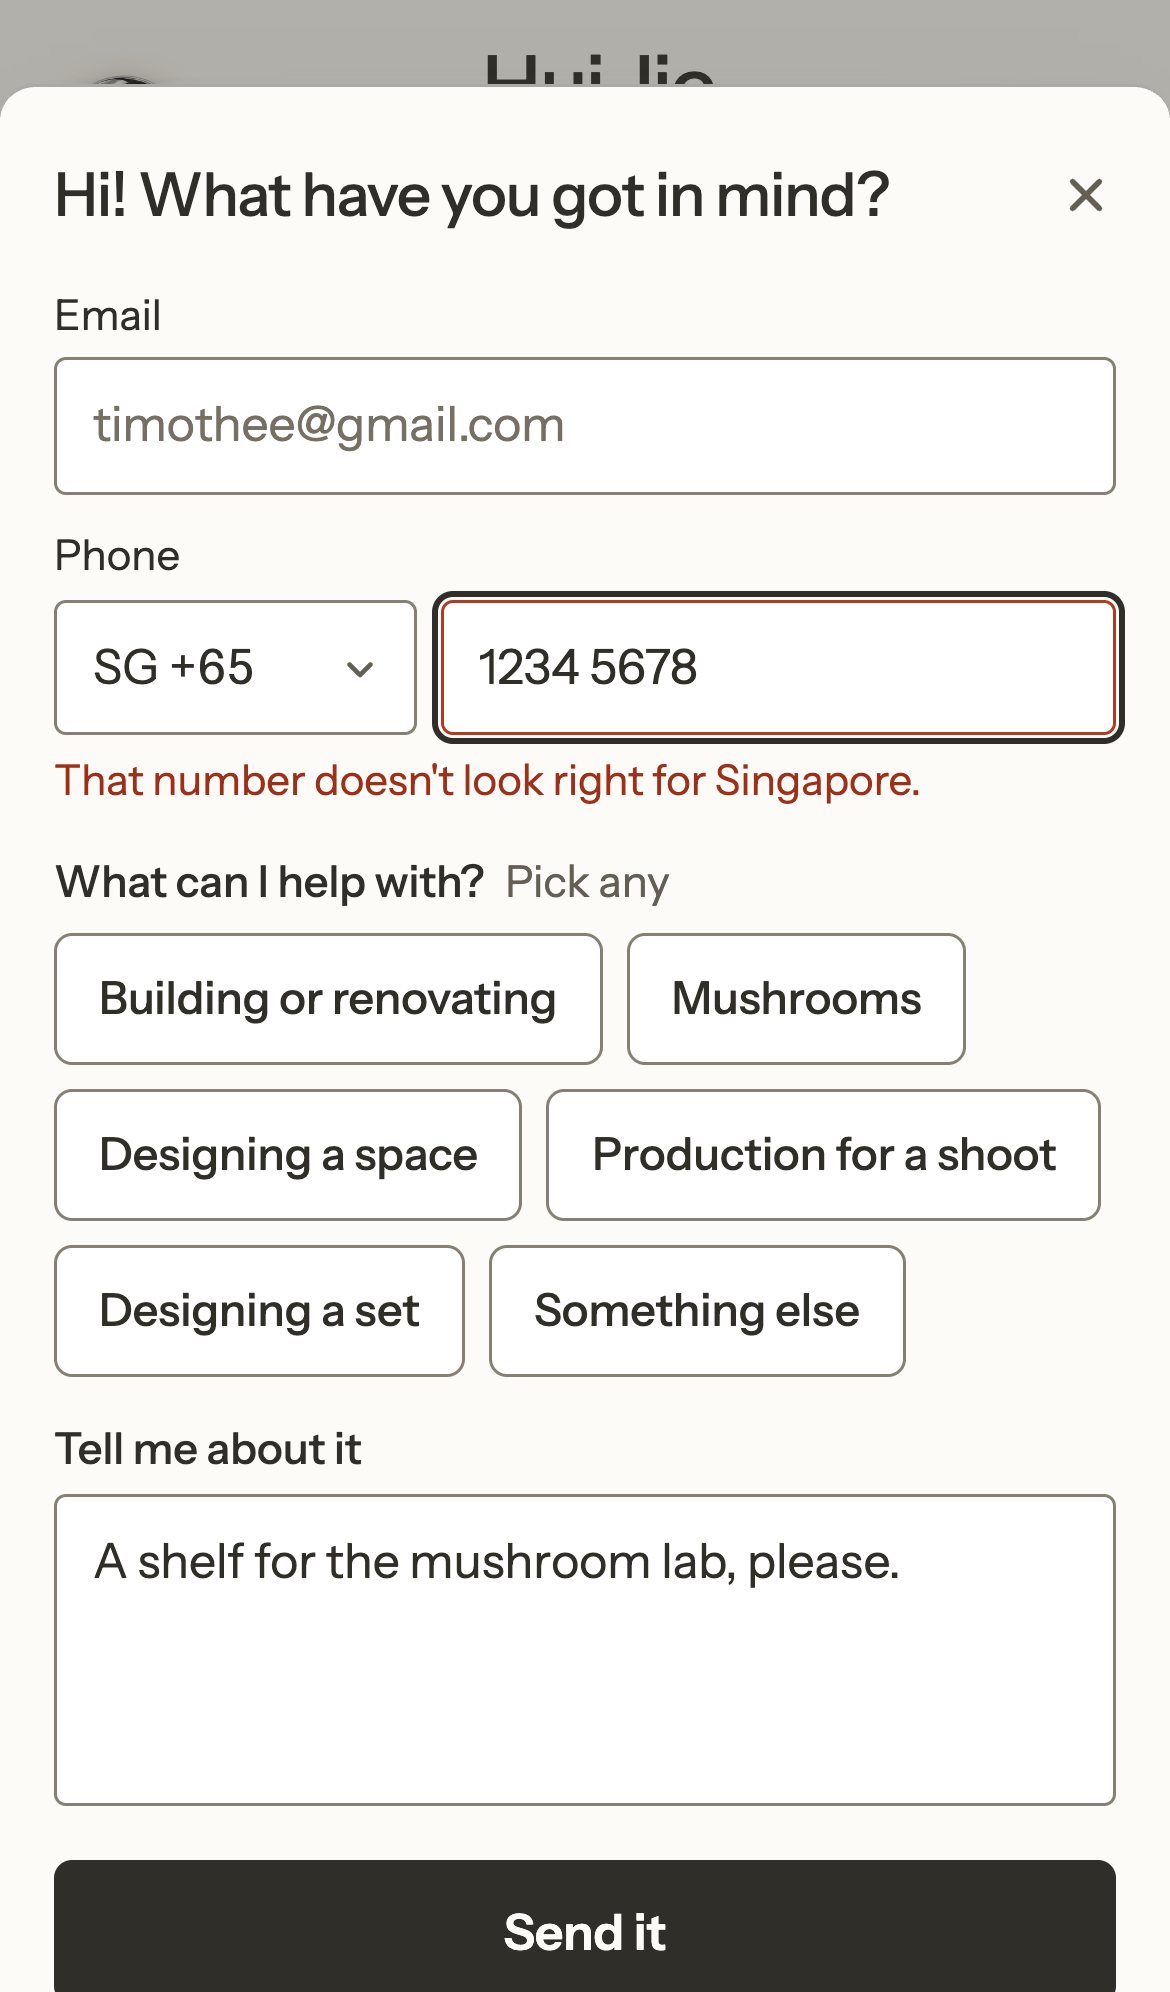 Hi! What have you got in mind?
Email
timothee@gmail.com
Phone
SG +65
1234 5678
That number doesn't look right for Singapore.
What can I help with? Pick any
Building or renovating
Mushrooms
Designing a space
Production for a shoot
Designing a set
Something else
Tell me about it
A shelf for the mushroom lab, please.
Send it